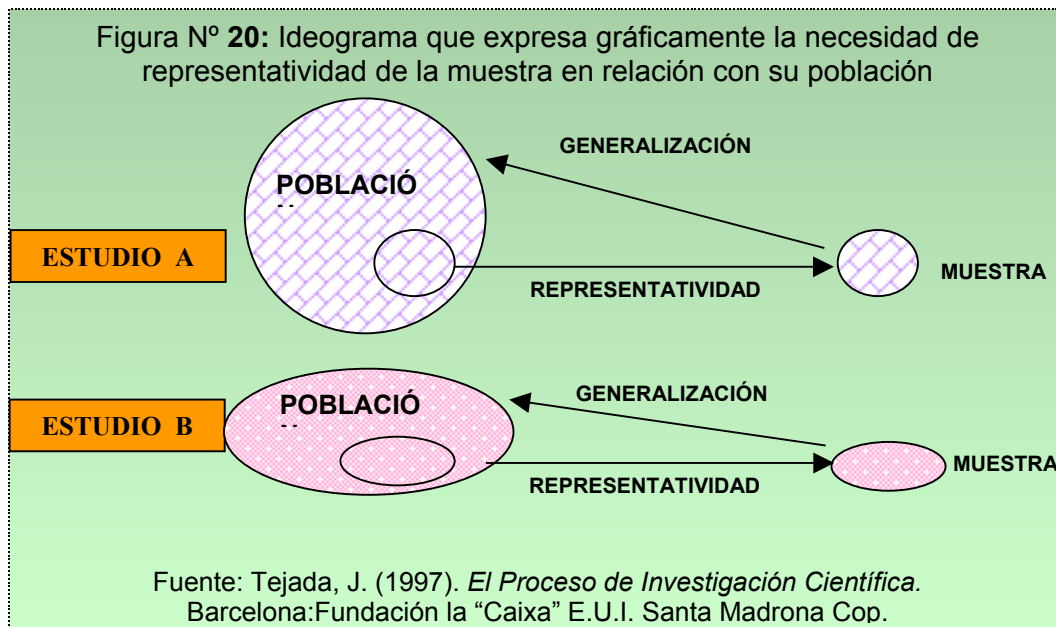 Figura Nº 20: Ideograma que expresa gráficamente la necesidad de
representatividad de la muestra en relación con su población
GENERALIZACIÓN
POBLACIÓ
ESTUDIO A
MUESTRA
REPRESENTATIVIDAD
GENERALIZACIÓN
POBLACIÓ
ESTUDIO B
MUESTRA
REPRESENTATIVIDAD
Fuente: Tejada, J. (1997). El Proceso de Investigación Científica.
Barcelona:Fundación la “Caixa” E.U.I. Santa Madrona Cop.